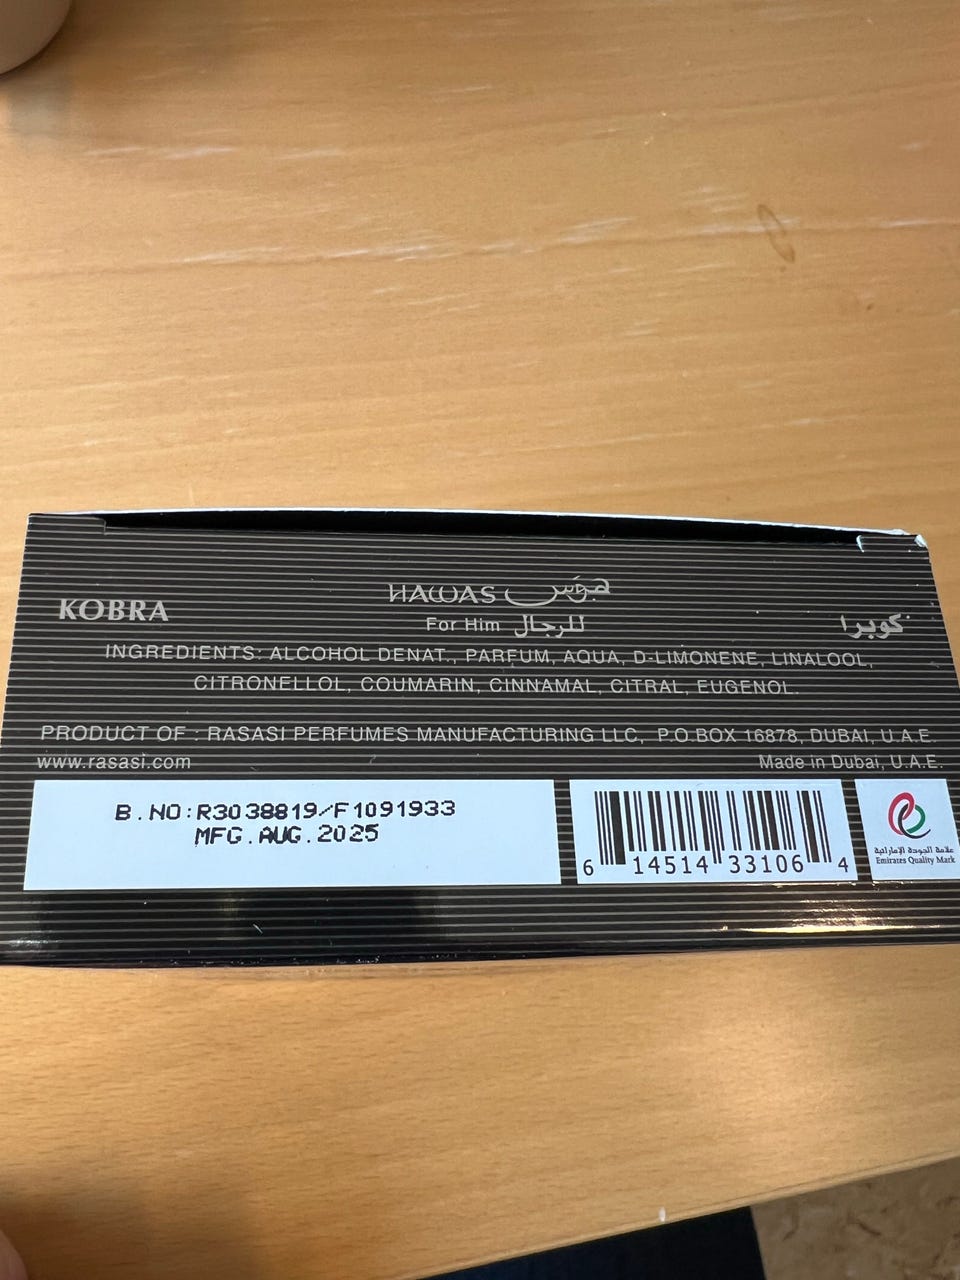 HAWAS هوس
KOBRA
For Him للرجال
كوبرا
INGREDIENTS: ALCOHOL DENAT., PARFUM, AQUA, D-LIMONENE, LINALOOL,
CITRONELLOL, COUMARIN, CINNAMAL, CITRAL, EUGENOL.
PRODUCT OF : RASASI PERFUMES MANUFACTURING LLC, P.O.BOX 16878, DUBAI, U.A.E.
www.rasasi.com
Made in Dubai, U.A.E.
B.NO:R3038819/F1091933
MFG.AUG.2025
6 14514 33106 4
علامة الجودة الإماراتية
Emirates Quality Mark